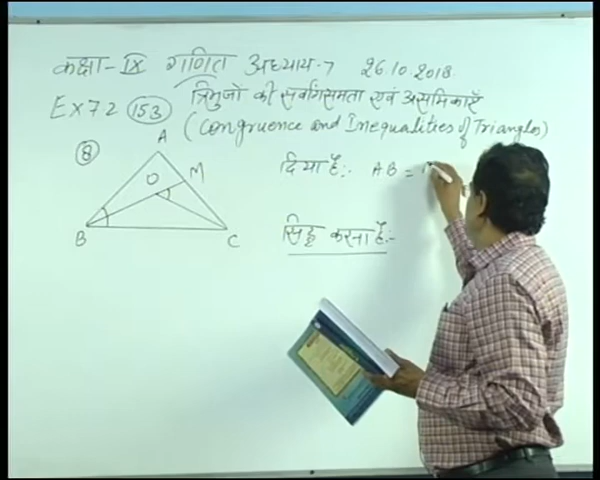 कक्षा-IX गणित अध्याय-7 26.10.2018.
Ex 7.2 (153) त्रिभुजो की सर्वांगसमता एवं असमिकाएँ
(Congruence and Inequalities of Triangles)
8
A
O M
B C
दिया है:- AB =
सिद्ध करना है:-